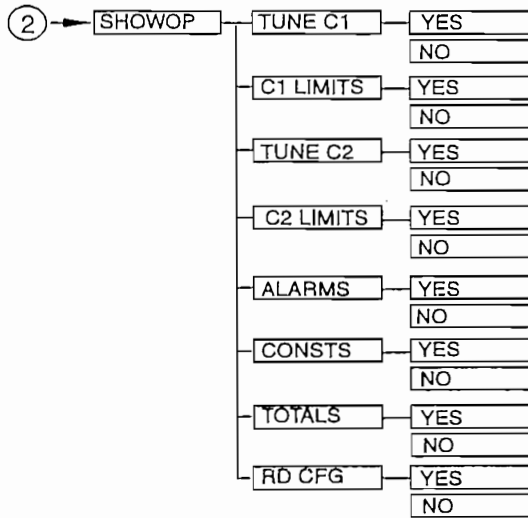 2 SHOWOP TUNE C1 YES
NO
C1 LIMITS YES
NO
TUNE C2 YES
NO
C2 LIMITS YES
NO
ALARMS YES
NO
CONSTS YES
NO
TOTALS YES
NO
RD CFG YES
NO